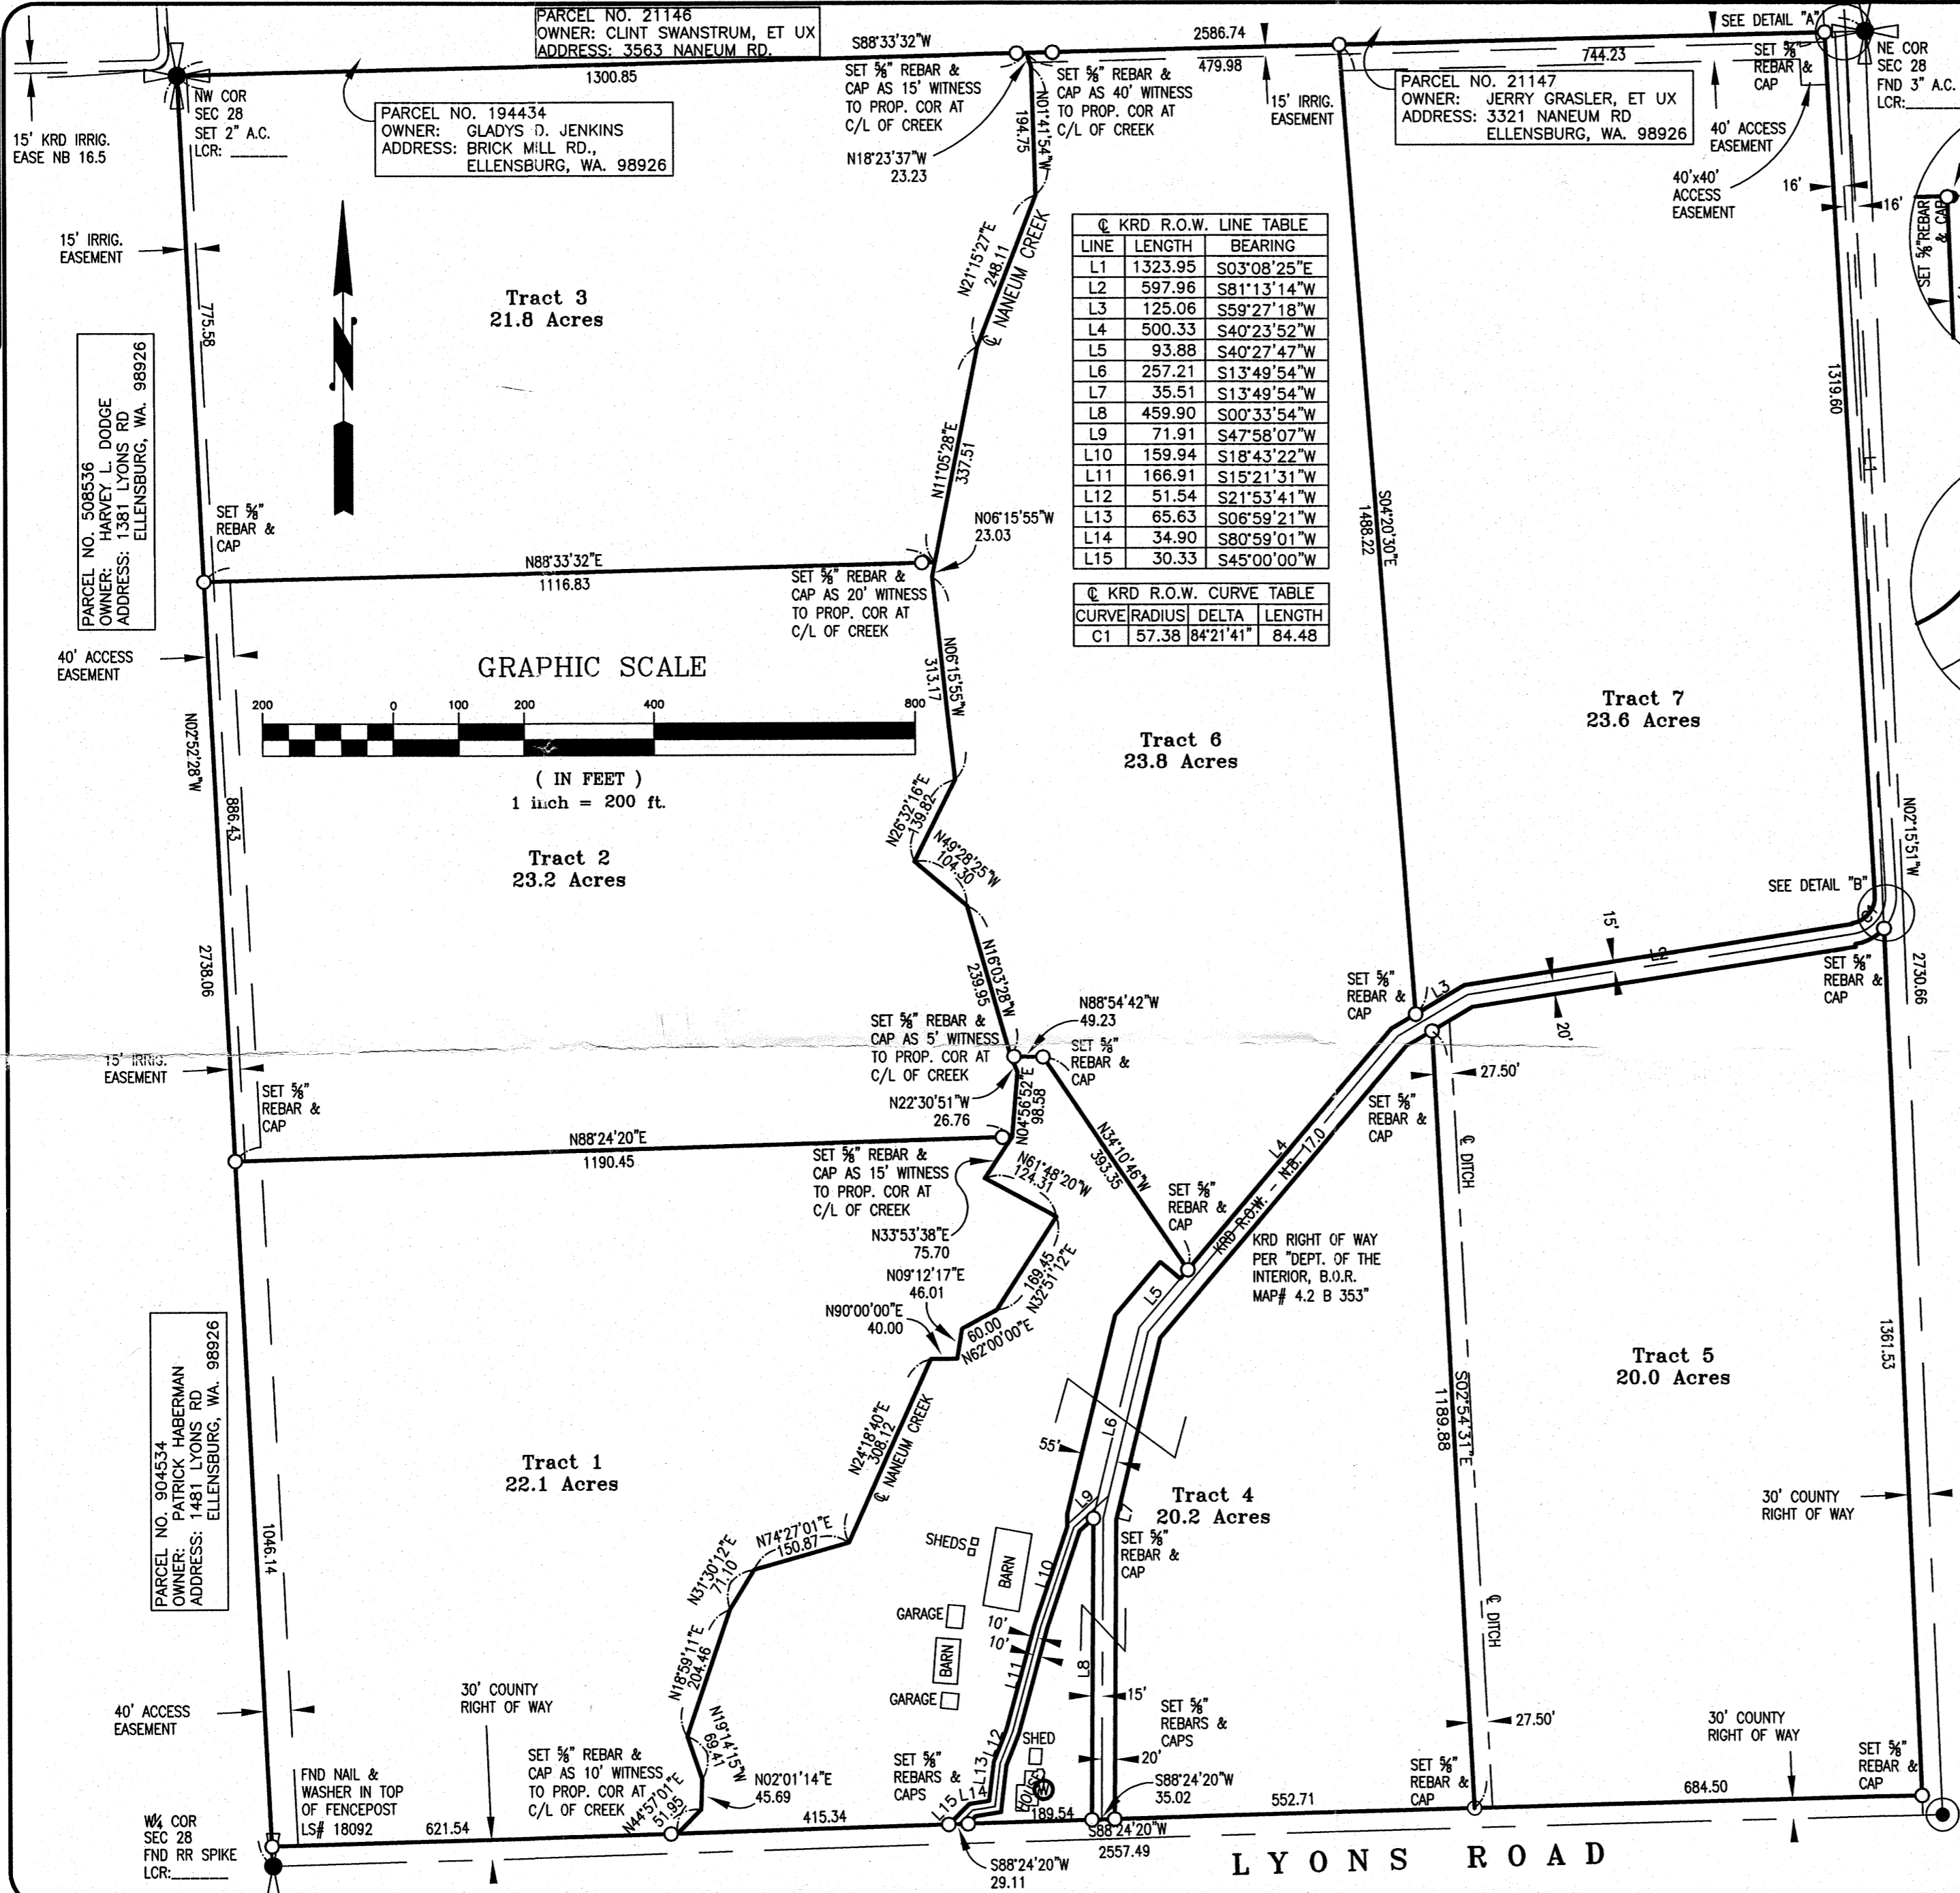 PARCEL NO. 21146
OWNER: CLINT SWANSTRUM, ET UX
ADDRESS: 3563 NANEUM RD.
S88°33'32"W
1300.85
2586.74
479.98
744.23
SEE DETAIL "A"
NW COR
SEC 28
SET 2" A.C.
LCR: ______
15' KRD IRRIG.
EASE NB 16.5
PARCEL NO. 194434
OWNER: GLADYS D. JENKINS
ADDRESS: BRICK MILL RD.,
ELLENSBURG, WA. 98926
SET ⅝" REBAR &
CAP AS 15' WITNESS
TO PROP. COR AT
C/L OF CREEK
SET ⅝" REBAR &
CAP AS 40' WITNESS
TO PROP. COR AT
C/L OF CREEK
N18°23'37"W
23.23
N01°41'54"W
194.75
15' IRRIG.
EASEMENT
PARCEL NO. 21147
OWNER: JERRY GRASLER, ET UX
ADDRESS: 3321 NANEUM RD
ELLENSBURG, WA. 98926
SET ⅝"
REBAR &
CAP
40' ACCESS
EASEMENT
40'x40'
ACCESS
EASEMENT
NE COR
SEC 28
FND 3" A.C.
LCR:______
16'
16'
SET ⅝" REBAR
& CAP
15' IRRIG.
EASEMENT
775.58
Tract 3
21.8 Acres
N
N21°15'27"E
248.11
℄ NANEUM CREEK
℄ KRD R.O.W. LINE TABLE
LINE LENGTH BEARING
L1 1323.95 S03°08'25"E
L2 597.96 S81°13'14"W
L3 125.06 S59°27'18"W
L4 500.33 S40°23'52"W
L5 93.88 S40°27'47"W
L6 257.21 S13°49'54"W
L7 35.51 S13°49'54"W
L8 459.90 S00°33'54"W
L9 71.91 S47°58'07"W
L10 159.94 S18°43'22"W
L11 166.91 S15°21'31"W
L12 51.54 S21°53'41"W
L13 65.63 S06°59'21"W
L14 34.90 S80°59'01"W
L15 30.33 S45°00'00"W
℄ KRD R.O.W. CURVE TABLE
CURVE RADIUS DELTA LENGTH
C1 57.38 84°21'41" 84.48
1319.60
L1
PARCEL NO. 508536
OWNER: HARVEY L. DODGE
ADDRESS: 1381 LYONS RD
ELLENSBURG, WA. 98926
SET ⅝"
REBAR &
CAP
N11°05'28"E
337.51
N06°15'55"W
23.03
N88°33'32"E
1116.83
SET ⅝" REBAR &
CAP AS 20' WITNESS
TO PROP. COR AT
C/L OF CREEK
S04°20'30"E
1488.22
40' ACCESS
EASEMENT
GRAPHIC SCALE
200 0 100 200 400 800
( IN FEET )
1 inch = 200 ft.
N06°15'55"W
313.17
Tract 6
23.8 Acres
Tract 7
23.6 Acres
N02°52'28"W
886.43
2738.06
Tract 2
23.2 Acres
N26°32'16"E
139.82
N49°28'25"W
104.30
N16°03'28"W
239.95
N02°15'51"W
2730.66
SEE DETAIL "B"
C1
15'
L2
20'
SET ⅝"
REBAR &
CAP
L3
SET ⅝"
REBAR &
CAP
27.50'
15' IRRIG.
EASEMENT
SET ⅝"
REBAR &
CAP
SET ⅝" REBAR &
CAP AS 5' WITNESS
TO PROP. COR AT
C/L OF CREEK
N88°54'42"W
49.23
SET ⅝"
REBAR &
CAP
N22°30'51"W
26.76
N04°56'52"E
98.58
SET ⅝"
REBAR &
CAP
N88°24'20"E
1190.45
SET ⅝" REBAR &
CAP AS 15' WITNESS
TO PROP. COR AT
C/L OF CREEK
N61°48'20"W
124.31
N34°10'46"W
393.35
L4
KRD R.O.W. - N.B. 17.0
℄ DITCH
N33°53'38"E
75.70
SET ⅝"
REBAR &
CAP
KRD RIGHT OF WAY
PER "DEPT. OF THE
INTERIOR, B.O.R.
MAP# 4.2 B 353"
N09°12'17"E
46.01
N90°00'00"E
40.00
169.45
N32°51'12"E
60.00
N62°00'00"E
L5
PARCEL NO. 904534
OWNER: PATRICK HABERMAN
ADDRESS: 1481 LYONS RD
ELLENSBURG, WA. 98926
1046.14
Tract 1
22.1 Acres
N24°18'40"E
308.12
℄ NANEUM CREEK
55'
L6
S02°54'31"E
1189.88
Tract 5
20.0 Acres
1361.53
N74°27'01"E
150.87
N31°30'12"E
71.10
SHEDS
BARN
L9
L7
Tract 4
20.2 Acres
SET ⅝"
REBAR &
CAP
30' COUNTY
RIGHT OF WAY
L10
GARAGE
BARN
GARAGE
10'
10'
L11
L8
℄ DITCH
N18°59'11"E
204.46
N19°14'15"W
69.41
40' ACCESS
EASEMENT
30' COUNTY
RIGHT OF WAY
15'
SET ⅝"
REBARS &
CAPS
20'
27.50'
30' COUNTY
RIGHT OF WAY
SHED
HOUSE
W
L12
L13
L14
L15
FND NAIL &
WASHER IN TOP
OF FENCEPOST
LS# 18092
SET ⅝" REBAR &
CAP AS 10' WITNESS
TO PROP. COR AT
C/L OF CREEK
N44°57'01"E
51.95
N02°01'14"E
45.69
SET ⅝"
REBARS &
CAPS
S88°24'20"W
35.02
SET ⅝"
REBAR &
CAP
SET ⅝"
REBAR &
CAP
W¼ COR
SEC 28
FND RR SPIKE
LCR:______
621.54
415.34
189.54
552.71
684.50
S88°24'20"W
2557.49
S88°24'20"W
29.11
LYONS ROAD